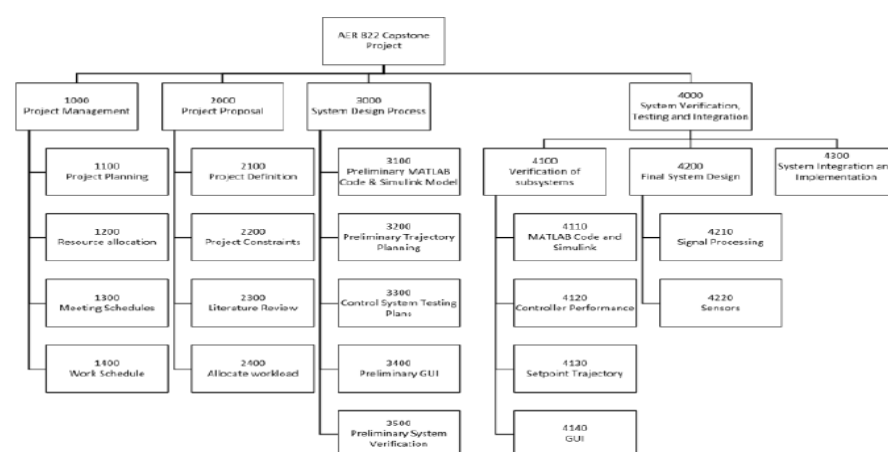 AER 822 Capstone
Project
1000
Project Management
2000
Project Proposal
3000
System Design Process
4000
System Verification,
Testing and Integration
1100
Project Planning
1200
Resource allocation
1300
Meeting Schedules
1400
Work Schedule
2100
Project Definition
2200
Project Constraints
2300
Literature Review
2400
Allocate workload
3100
Preliminary MATLAB
Code & Simulink Model
3200
Preliminary Trajectory
Planning
3300
Control System Testing
Plans
3400
Preliminary GUI
3500
Preliminary System
Verification
4100
Verification of
subsystems
4110
MATLAB Code and
Simulink
4120
Controller Performance
4130
Setpoint Trajectory
4140
GUI
4200
Final System Design
4210
Signal Processing
4220
Sensors
4300
System Integration and
Implementation